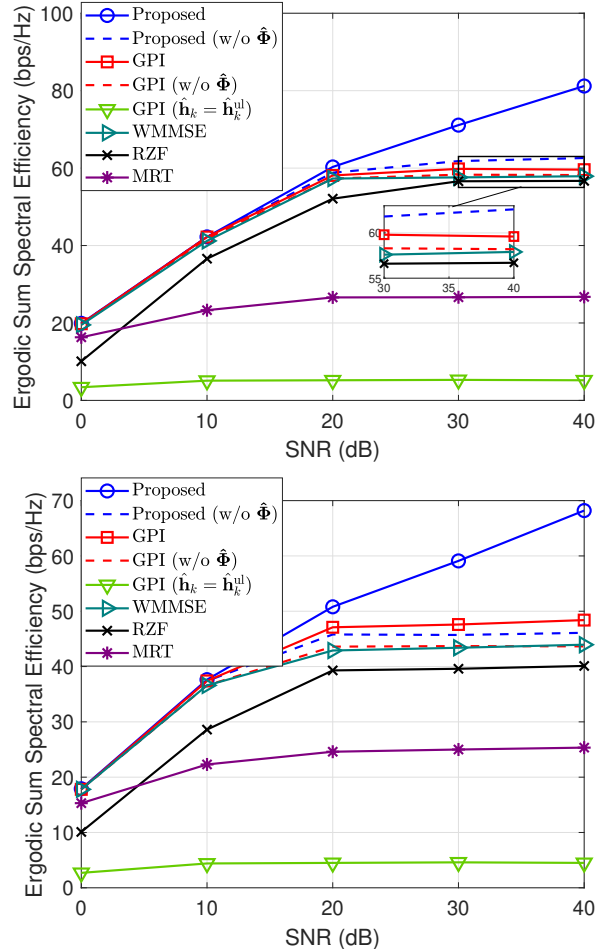 Ergodic Sum Spectral Efficiency (bps/Hz)
100
80
60
40
20
0
Proposed
Proposed (w/o Φ̂)
GPI
GPI (w/o Φ̂)
GPI (ĥ_k = ĥ_k^ul)
WMMSE
RZF
MRT
60
55
30 35 40
0 10 20 30 40
SNR (dB)
Ergodic Sum Spectral Efficiency (bps/Hz)
70
60
50
40
30
20
10
0
Proposed
Proposed (w/o Φ̂)
GPI
GPI (w/o Φ̂)
GPI (ĥ_k = ĥ_k^ul)
WMMSE
RZF
MRT
0 10 20 30 40
SNR (dB)